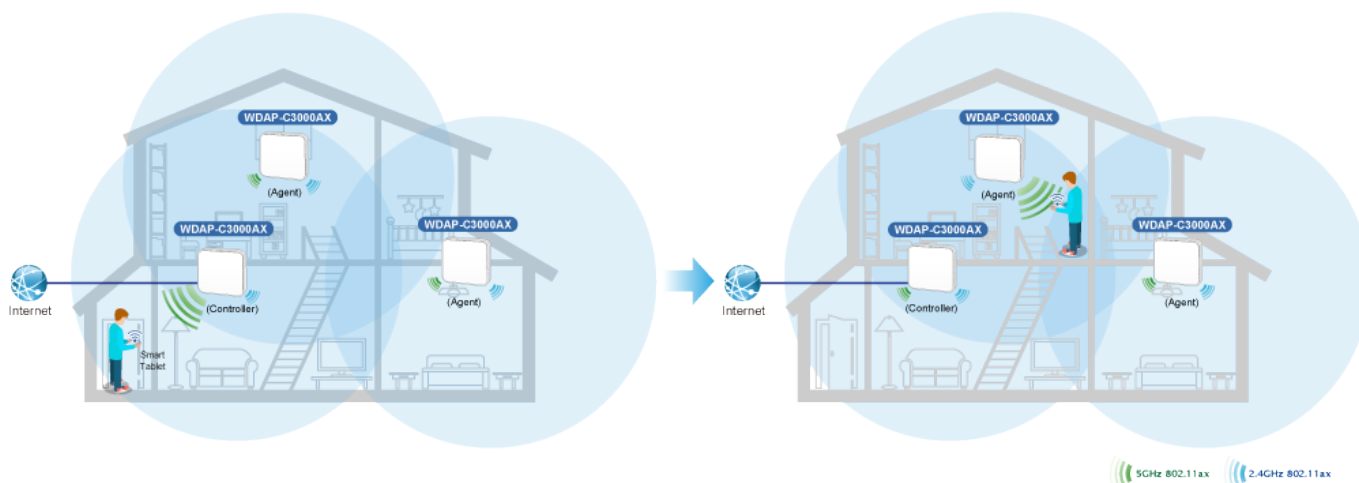 WDAP-C3000AX
(Agent)
WDAP-C3000AX
(Controller)
WDAP-C3000AX
(Agent)
Internet
Smart
Tablet
WDAP-C3000AX
(Agent)
WDAP-C3000AX
(Controller)
WDAP-C3000AX
(Agent)
Internet
5GHz 802.11ax
2.4GHz 802.11ax